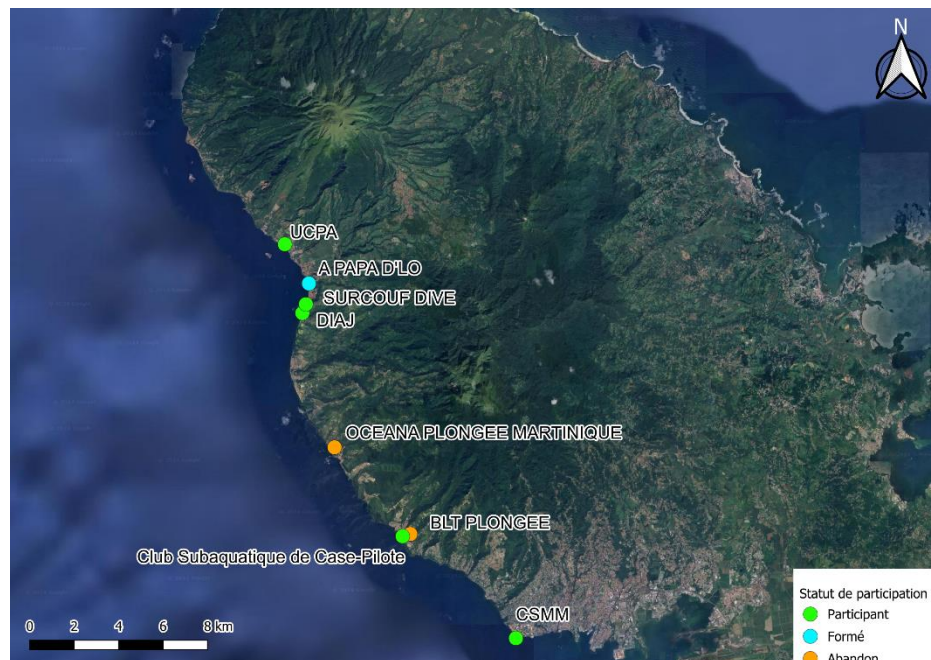 N
UCPA
A PAPA D'LO
SURCOUF DIVE
DIAJ
OCEANA PLONGEE MARTINIQUE
BLT PLONGEE
Club Subaquatique de Case-Pilote
CSMM
0 2 4 6 8 km
Statut de participation
Participant
Formé
Abandon